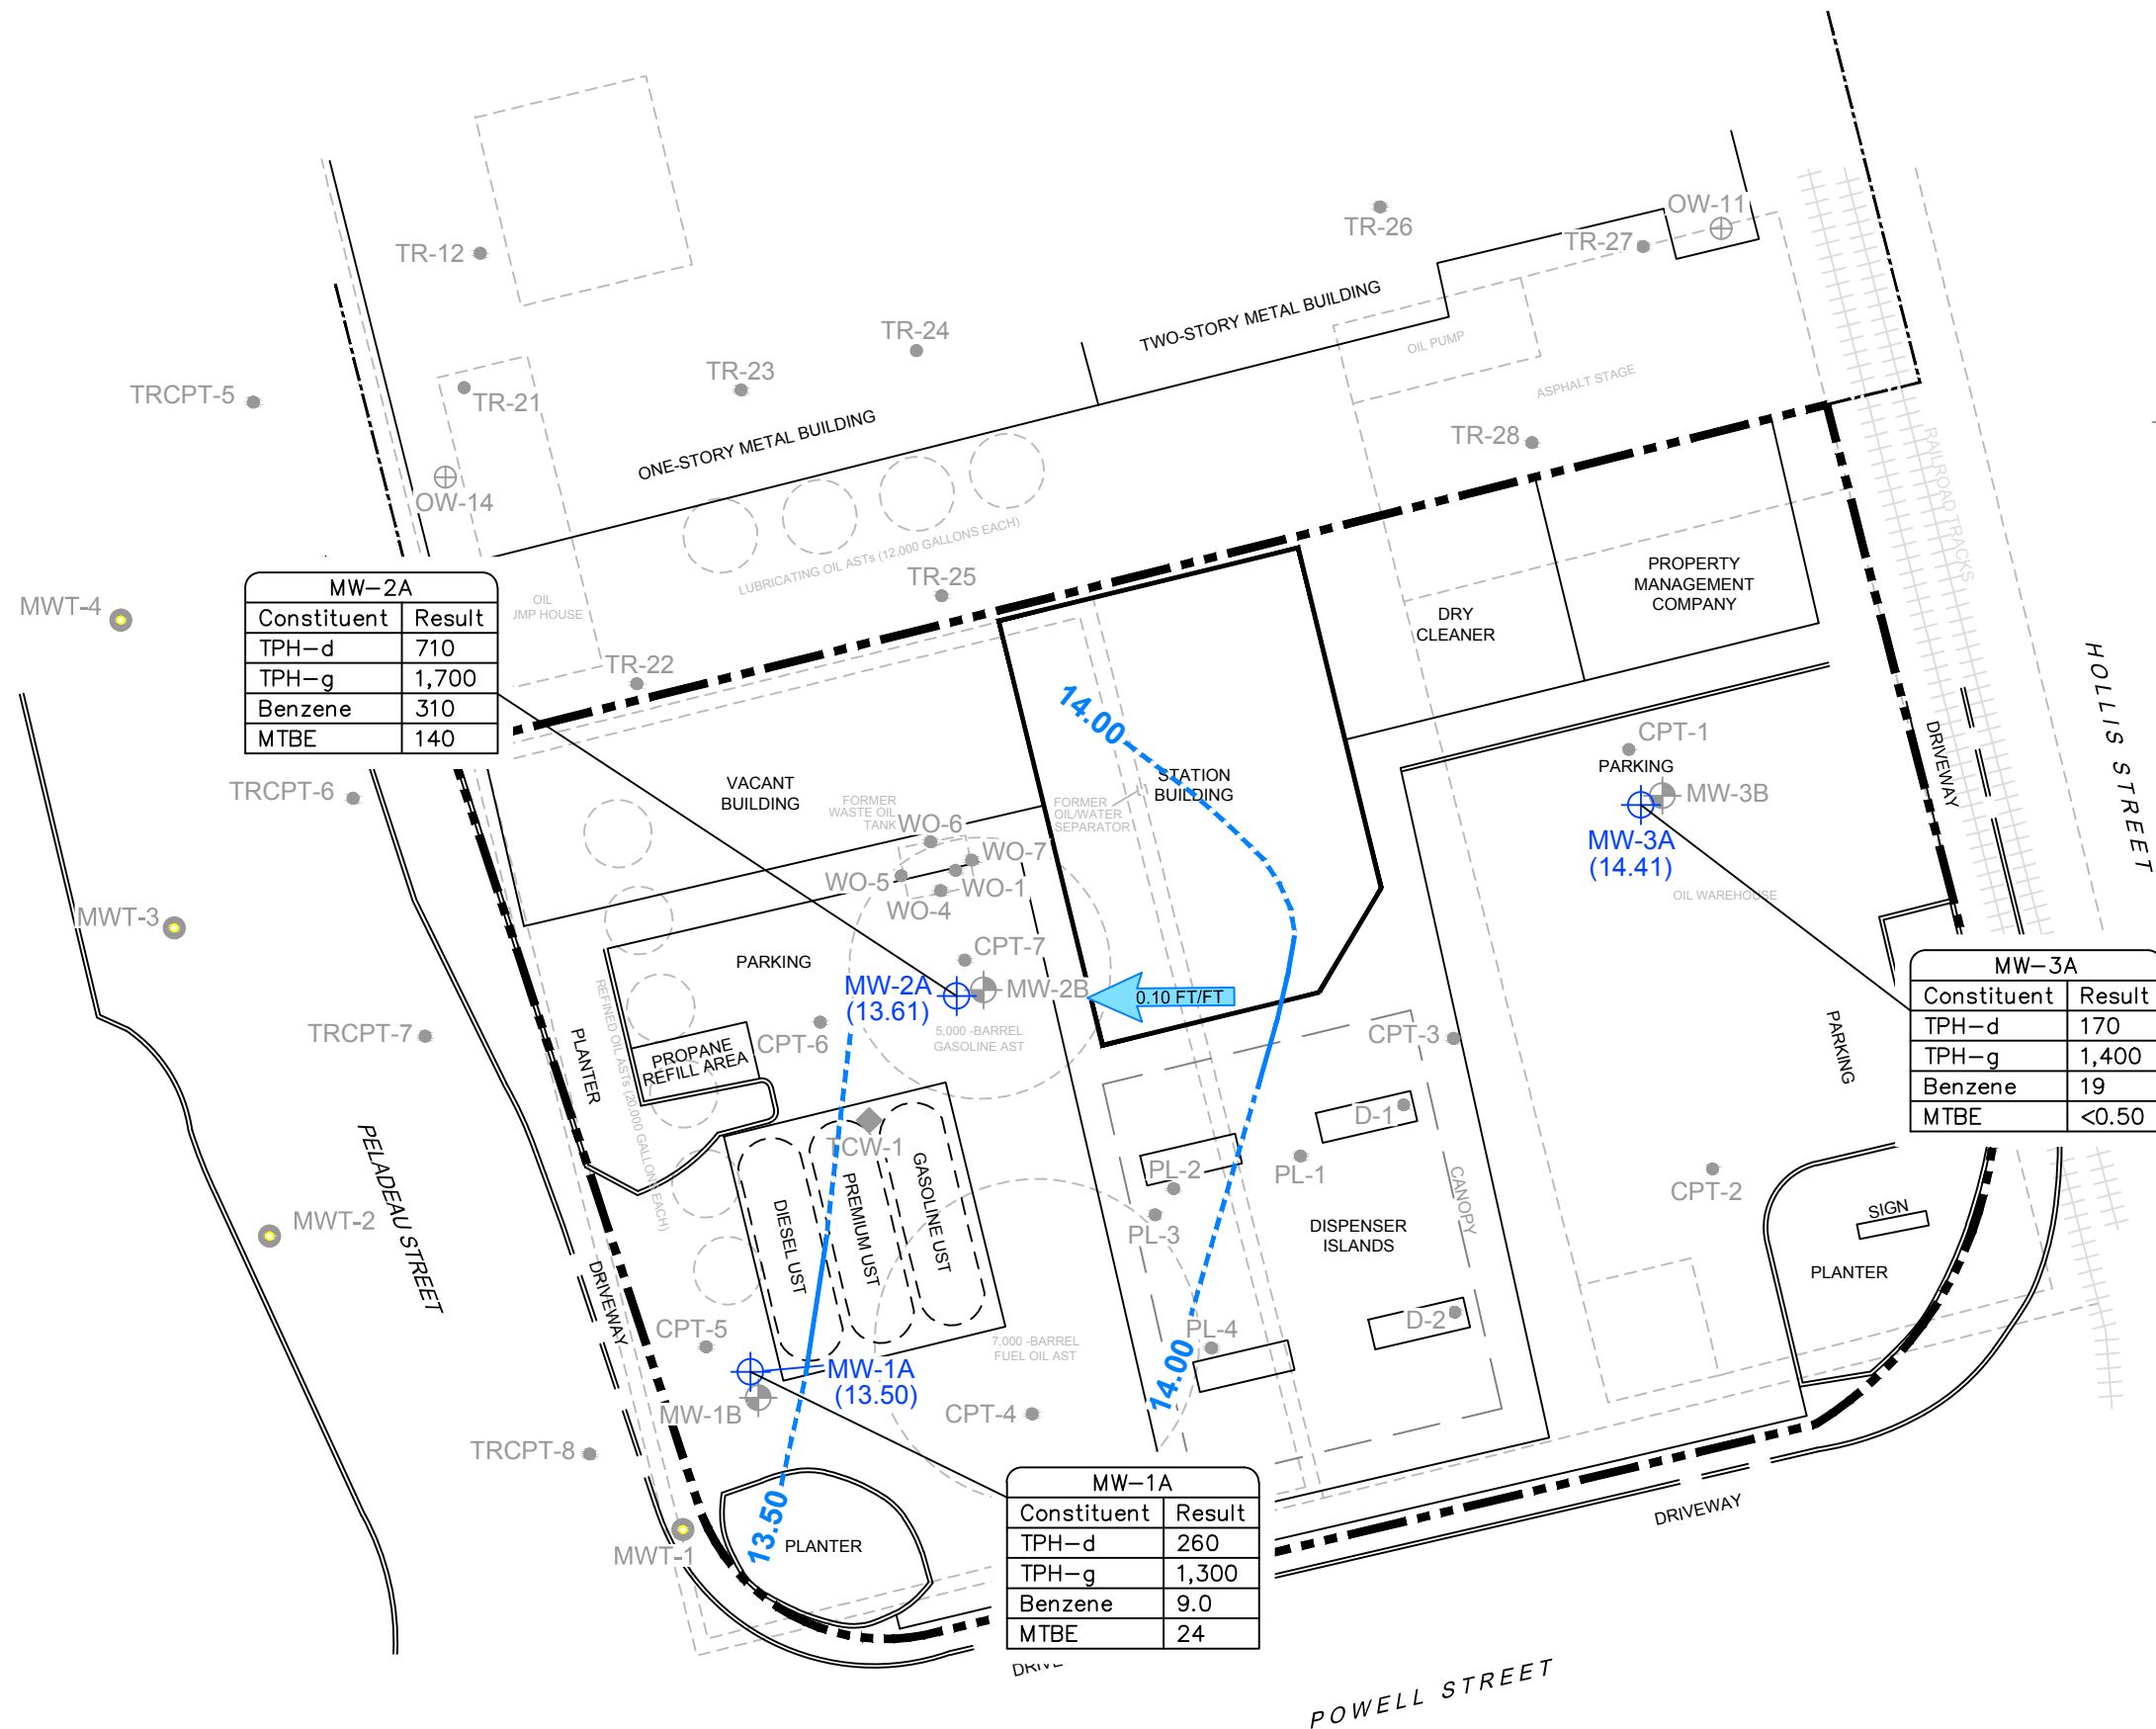 OW-11
TR-26
TR-27
TR-12
TWO-STORY METAL BUILDING
OIL PUMP
TR-24
TR-23
ASPHALT STAGE
TRCPT-5
TR-21
ONE-STORY METAL BUILDING
TR-28
RAILROAD TRACKS
OW-14
LUBRICATING OIL ASTs (12,000 GALLONS EACH)
TR-25
OIL
UMP HOUSE
PROPERTY
MANAGEMENT
COMPANY
DRY
CLEANER
MWT-4
MW-2A
Constituent Result
TPH-d 710
TPH-g 1,700
Benzene 310
MTBE 140
TR-22
HOLLIS STREET
14.00
CPT-1
PARKING
DRIVEWAY
STATION
BUILDING
VACANT
BUILDING
TRCPT-6
FORMER
WASTE OIL
TANK
FORMER
OIL/WATER
SEPARATOR
MW-3B
MW-3A
(14.41)
WO-6
WO-7
WO-5
WO-1
WO-4
OIL WAREHOUSE
MWT-3
CPT-7
PARKING
MW-2A
(13.61)
MW-2B
0.10 FT/FT
MW-3A
Constituent Result
TPH-d 170
TPH-g 1,400
Benzene 19
MTBE <0.50
REFINED OIL ASTs (20,000 GALLONS EACH)
TRCPT-7
PLANTER
PROPANE
REFILL AREA
CPT-6
5,000 -BARREL
GASOLINE AST
CPT-3
PARKING
D-1
TCW-1
PL-2
PL-1
PL-3
CANOPY
CPT-2
PELADEAU STREET
DIESEL UST
PREMIUM UST
GASOLINE UST
MWT-2
DISPENSER
ISLANDS
SIGN
PLANTER
DRIVEWAY
CPT-5
D-2
PL-4
7,000 -BARREL
FUEL OIL AST
14.00
MW-1A
(13.50)
MW-1B
CPT-4
TRCPT-8
13.50
MWT-1
PLANTER
MW-1A
Constituent Result
TPH-d 260
TPH-g 1,300
Benzene 9.0
MTBE 24
DRIVEWAY
POWELL STREET